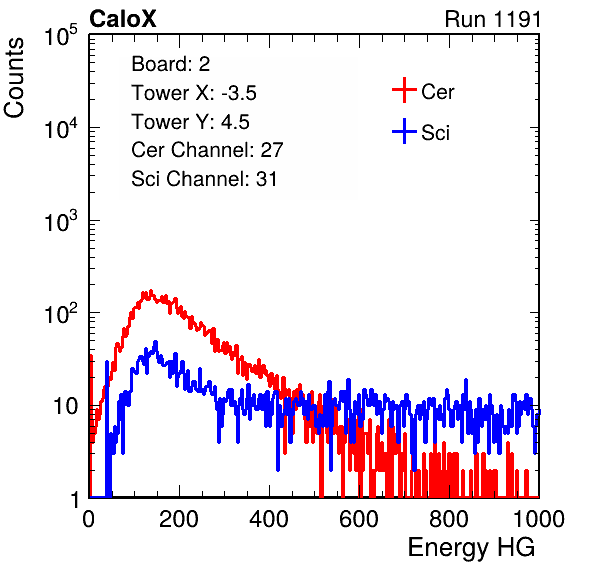 CaloX Run 1191
Counts
10^5
10^4
10^3
10^2
10
1
Board: 2
Tower X: -3.5
Tower Y: 4.5
Cer Channel: 27
Sci Channel: 31
Cer
Sci
0 200 400 600 800 1000
Energy HG